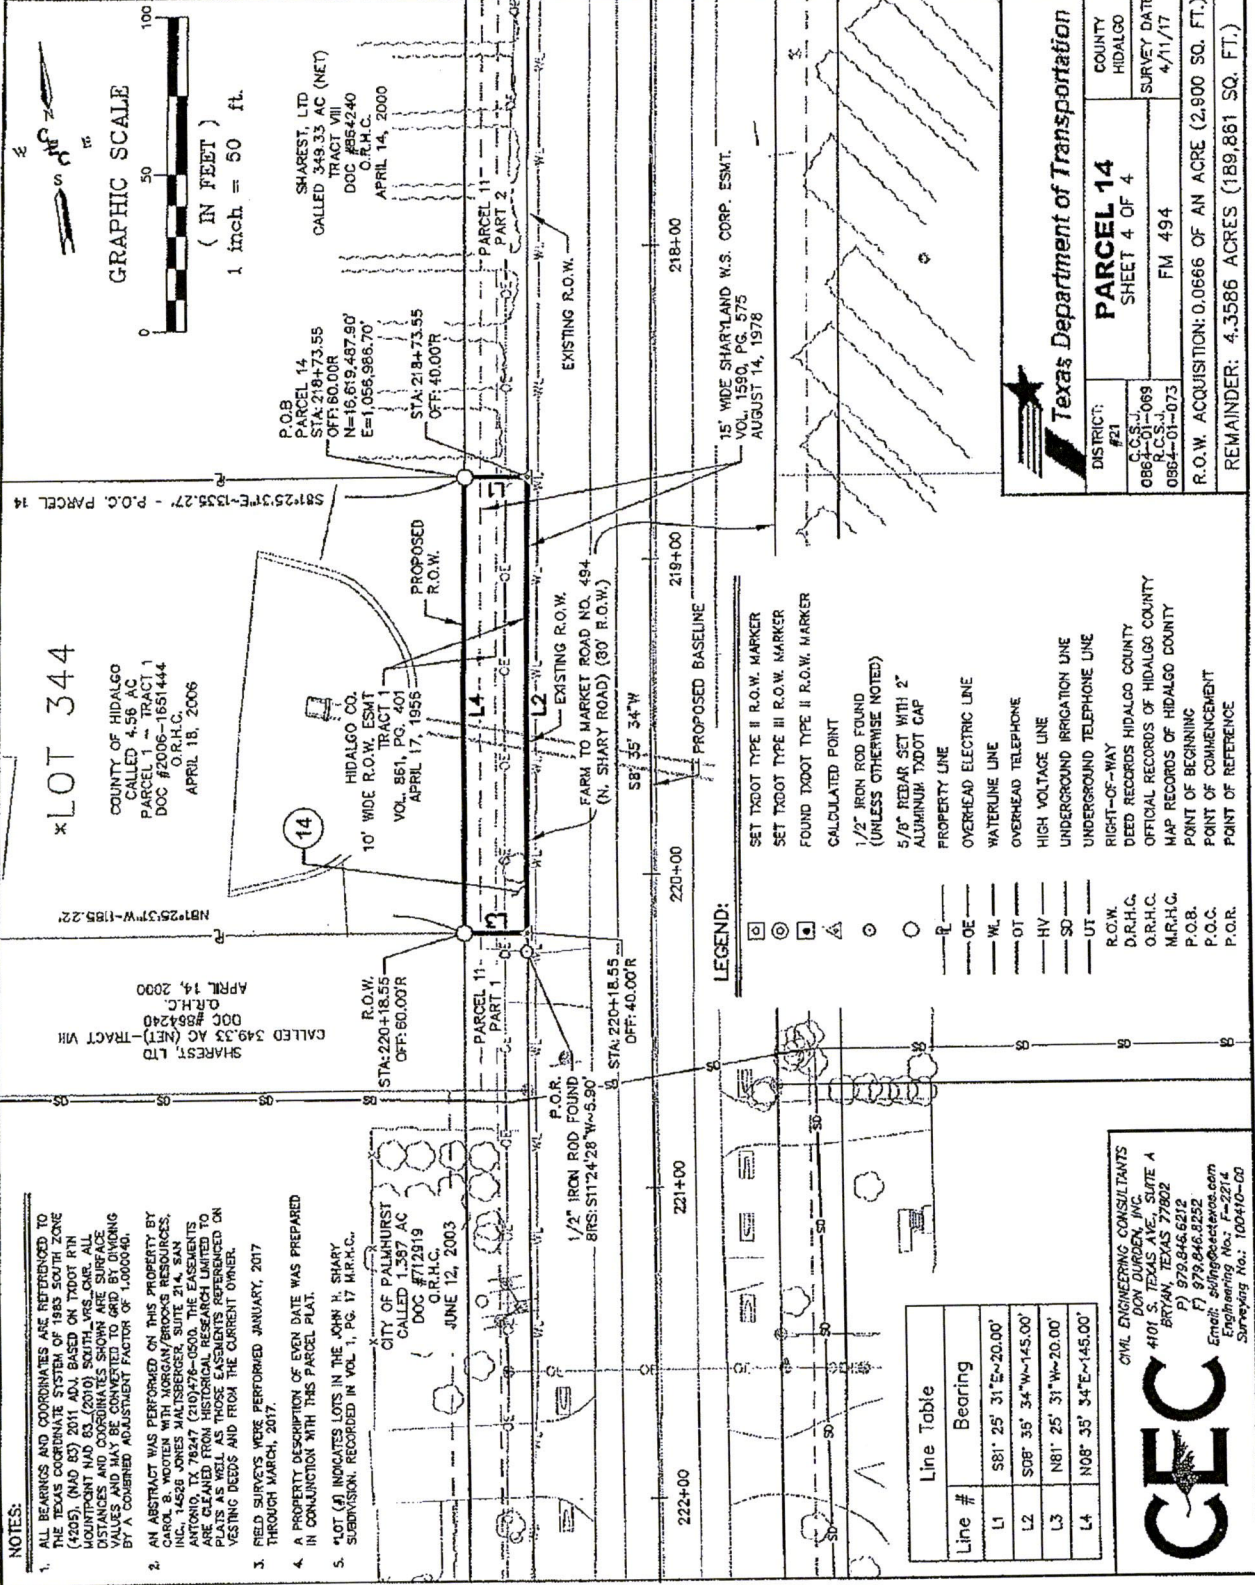 NOTES:
1. ALL BEARINGS AND COORDINATES ARE REFERENCED TO
THE TEXAS COORDINATE SYSTEM OF 1983 SOUTH ZONE
(4205), (NAD 83) 2011 ADJ. BASED ON TXDOT RTN
MOUNTPOINT NAD 83_(2010) SOUTH_VRS_CMR. ALL
DISTANCES AND COORDINATES SHOWN ARE SURFACE
VALUES AND MAY BE CONVERTED TO GRID BY DIVIDING
BY A COMBINED ADJUSTMENT FACTOR OF 1.000040.
2. AN ABSTRACT WAS PERFORMED ON THIS PROPERTY BY
CAROL B. WOOTEN WITH MORGAN/BROOKS RESOURCES,
INC., 14526 JONES MALTSBERGER, SUITE 214, SAN
ANTONIO, TX 78247 (210)476-0500. THE EASEMENTS
ARE GLEANED FROM HISTORICAL RESEARCH LIMITED TO
PLATS AS WELL AS THOSE EASEMENTS REFERENCED ON
VESTING DEEDS AND FROM THE CURRENT OWNER.
3. FIELD SURVEYS WERE PERFORMED JANUARY, 2017
THROUGH MARCH, 2017.
4. A PROPERTY DESCRIPTION OF EVEN DATE WAS PREPARED
IN CONJUNCTION WITH THIS PARCEL PLAT.
5. *LOT (#) INDICATES LOTS IN THE JOHN H. SHARY
SUBDIVISION. RECORDED IN VOL 1, PG. 17 M.R.H.C.
SHAREST, LTD
CALLED 349.33 AC (NET)-TRACT VIII
DOC #864240
O.R.H.C.
APRIL 14, 2000
N81°25'31"W~1185.22'
*LOT 344
COUNTY OF HIDALGO
CALLED 4.56 AC
PARCEL 1 - TRACT 1
DOC #2006-1651444
O.R.H.C.
APRIL 18, 2006
S81°25'31"E~1335.27' - P.O.C. PARCEL 14
N
S
E
GRAPHIC SCALE
0 50 100
( IN FEET )
1 inch = 50 ft.
SHAREST, LTD
CALLED 349.33 AC (NET)
TRACT VIII
DOC #864240
O.R.H.C.
APRIL 14, 2000
P.O.B
PARCEL 14
STA: 218+73.55
OFF: 60.00R
N=16,619,487.90'
E=1,056,986.70'
STA: 218+73.55
OFF: 40.00'R
14
10' WIDE R.O.W. ESMT
HIDALGO CO.
TRACT 1
VOL. 861, PG. 401
APRIL 17, 1955
PROPOSED
R.O.W.
R.O.W.
STA: 220+18.55
OFF: 60.00'R
PARCEL 11
PART 1
PARCEL 11
PART 2
L4
L1
L2
L3
CITY OF PALMHURST
CALLED 1.387 AC
DOC #712919
O.R.H.C.
JUNE 12, 2003
P.O.R.
1/2" IRON ROD FOUND
BRS: S11°24'28"W~5.90'
STA: 220+18.55
OFF: 40.00'R
EXISTING R.O.W.
EXISTING R.O.W.
FARM TO MARKET ROAD NO. 494
(N. SHARY ROAD) (80' R.O.W.)
S8° 35' 34"W
222+00
221+00
220+00
219+00
218+00
PROPOSED BASELINE
15' WIDE SHARYLAND W.S. CORP. ESMT.
VOL. 1590, PG. 575
AUGUST 14, 1978
LEGEND:
SET TXDOT TYPE II R.O.W. MARKER
SET TXDOT TYPE III R.O.W. MARKER
FOUND TXDOT TYPE II R.O.W. MARKER
CALCULATED POINT
1/2" IRON ROD FOUND
(UNLESS OTHERWISE NOTED)
5/8" REBAR SET WITH 2"
ALUMINUM TXDOT CAP
PROPERTY LINE
OE OVERHEAD ELECTRIC LINE
WL WATERLINE LINE
OT OVERHEAD TELEPHONE
HV HIGH VOLTAGE LINE
SD UNDERGROUND IRRIGATION LINE
UT UNDERGROUND TELEPHONE LINE
R.O.W. RIGHT-OF-WAY
D.R.H.C. DEED RECORDS HIDALGO COUNTY
O.R.H.C. OFFICIAL RECORDS OF HIDALGO COUNTY
M.R.H.C. MAP RECORDS OF HIDALGO COUNTY
P.O.B. POINT OF BEGINNING
P.O.C. POINT OF COMMENCEMENT
P.O.R. POINT OF REFERENCE
Line Table
Line # Bearing
L1 S81° 25' 31"E~20.00'
L2 S08° 35' 34"W~145.00'
L3 N81° 25' 31"W~20.00'
L4 N08° 35' 34"E~145.00'
CEC
CIVIL ENGINEERING CONSULTANTS
DON DURDEN, INC.
4101 S. TEXAS AVE., SUITE A
BRYAN, TEXAS 77802
P) 979.846.6212
F) 979.846.8252
Engineering No.: F-2214
Surveying No.: 100410-00
Texas Department of Transportation
DISTRICT:
#21
C.C.S.J.
0864-01-069
R.C.S.J.
0864-01-073
PARCEL 14
SHEET 4 OF 4
FM 494
COUNTY
HIDALGO
SURVEY DATE
4/11/17
R.O.W. ACQUISITION: 0.0666 OF AN ACRE (2,900 SQ. FT.)
REMAINDER: 4.3586 ACRES (189,861 SQ. FT.)